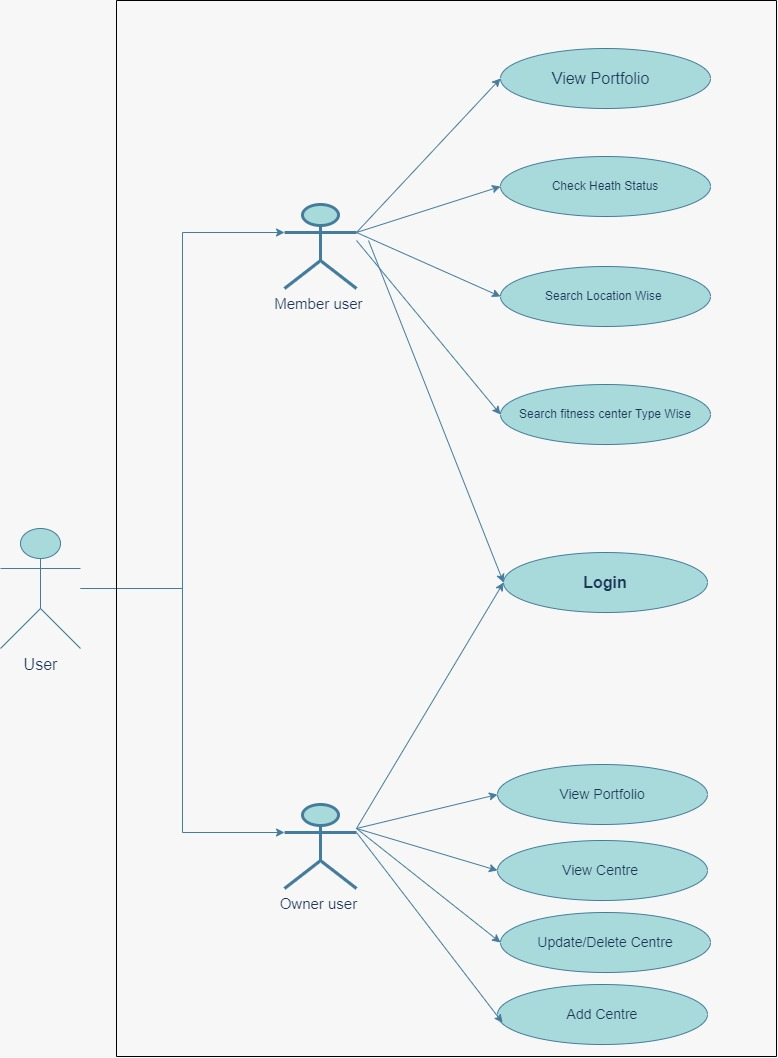 View Portfolio
Check Heath Status
Member user
Search Location Wise
Search fitness center Type Wise
Login
User
View Portfolio
View Centre
Owner user
Update/Delete Centre
Add Centre